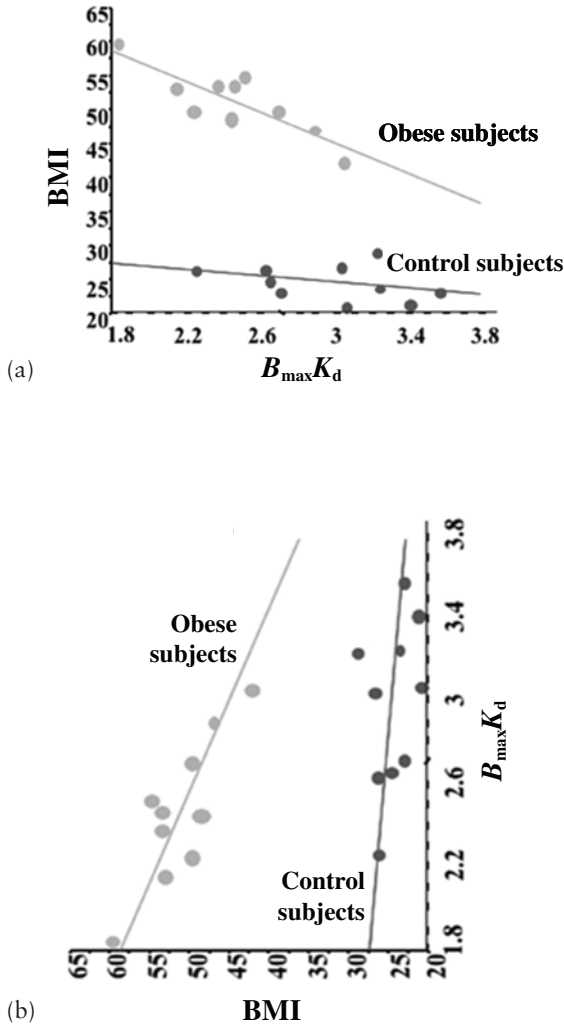 65
60
55
50
45
40
35
30
25
20
BMI
Obese subjects
Control subjects
1.8 2.2 2.6 3 3.4 3.8
(a)
BmaxKd
3.8
3.4
3
2.6
2.2
1.8
BmaxKd
Obese
subjects
Control
subjects
65 60 55 50 45 40 35 30 25 20
(b)
BMI